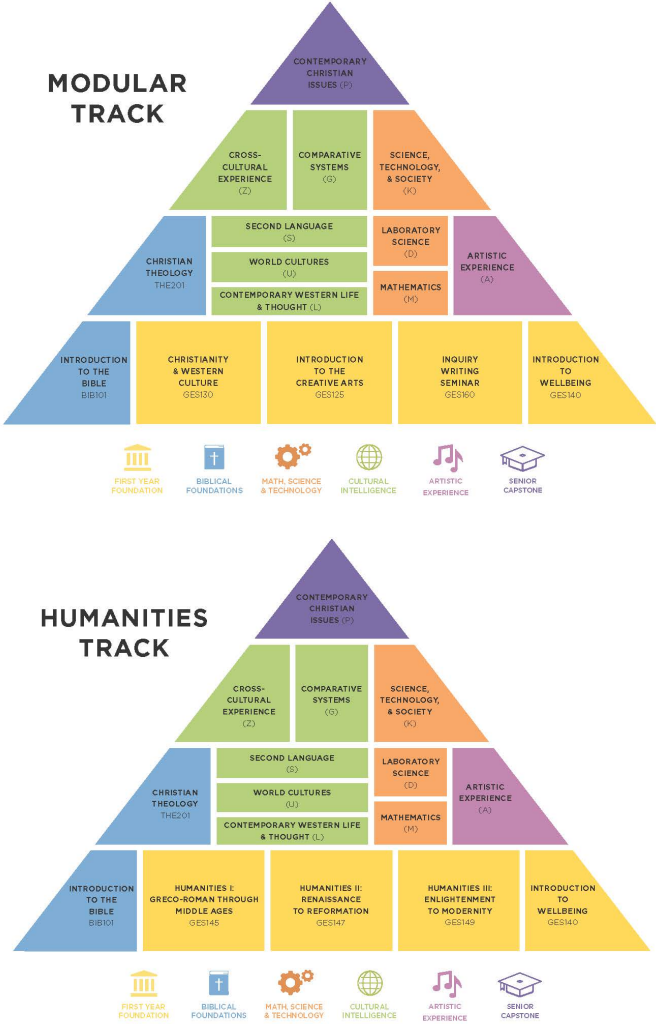 MODULAR
TRACK
CONTEMPORARY
CHRISTIAN
ISSUES (P)
CROSS-
CULTURAL
EXPERIENCE
(Z)
COMPARATIVE
SYSTEMS
(G)
SCIENCE,
TECHNOLOGY,
& SOCIETY
(K)
CHRISTIAN
THEOLOGY
THE201
SECOND LANGUAGE
(S)
WORLD CULTURES
(U)
CONTEMPORARY WESTERN LIFE
& THOUGHT (L)
LABORATORY
SCIENCE
(D)
MATHEMATICS
(M)
ARTISTIC
EXPERIENCE
(A)
INTRODUCTION
TO THE
BIBLE
BIB101
CHRISTIANITY
& WESTERN
CULTURE
GES130
INTRODUCTION
TO THE
CREATIVE ARTS
GES125
INQUIRY
WRITING
SEMINAR
GES160
INTRODUCTION
TO
WELLBEING
GES140
FIRST YEAR
FOUNDATION
BIBLICAL
FOUNDATIONS
MATH, SCIENCE
& TECHNOLOGY
CULTURAL
INTELLIGENCE
ARTISTIC
EXPERIENCE
SENIOR
CAPSTONE
HUMANITIES
TRACK
CONTEMPORARY
CHRISTIAN
ISSUES (P)
CROSS-
CULTURAL
EXPERIENCE
(Z)
COMPARATIVE
SYSTEMS
(G)
SCIENCE,
TECHNOLOGY,
& SOCIETY
(K)
CHRISTIAN
THEOLOGY
THE201
SECOND LANGUAGE
(S)
WORLD CULTURES
(U)
CONTEMPORARY WESTERN LIFE
& THOUGHT (L)
LABORATORY
SCIENCE
(D)
MATHEMATICS
(M)
ARTISTIC
EXPERIENCE
(A)
INTRODUCTION
TO THE
BIBLE
BIB101
HUMANITIES I:
GRECO-ROMAN THROUGH
MIDDLE AGES
GES145
HUMANITIES II:
RENAISSANCE
TO REFORMATION
GES147
HUMANITIES III:
ENLIGHTENMENT
TO MODERNITY
GES149
INTRODUCTION
TO
WELLBEING
GES140
FIRST YEAR
FOUNDATION
BIBLICAL
FOUNDATIONS
MATH, SCIENCE
& TECHNOLOGY
CULTURAL
INTELLIGENCE
ARTISTIC
EXPERIENCE
SENIOR
CAPSTONE